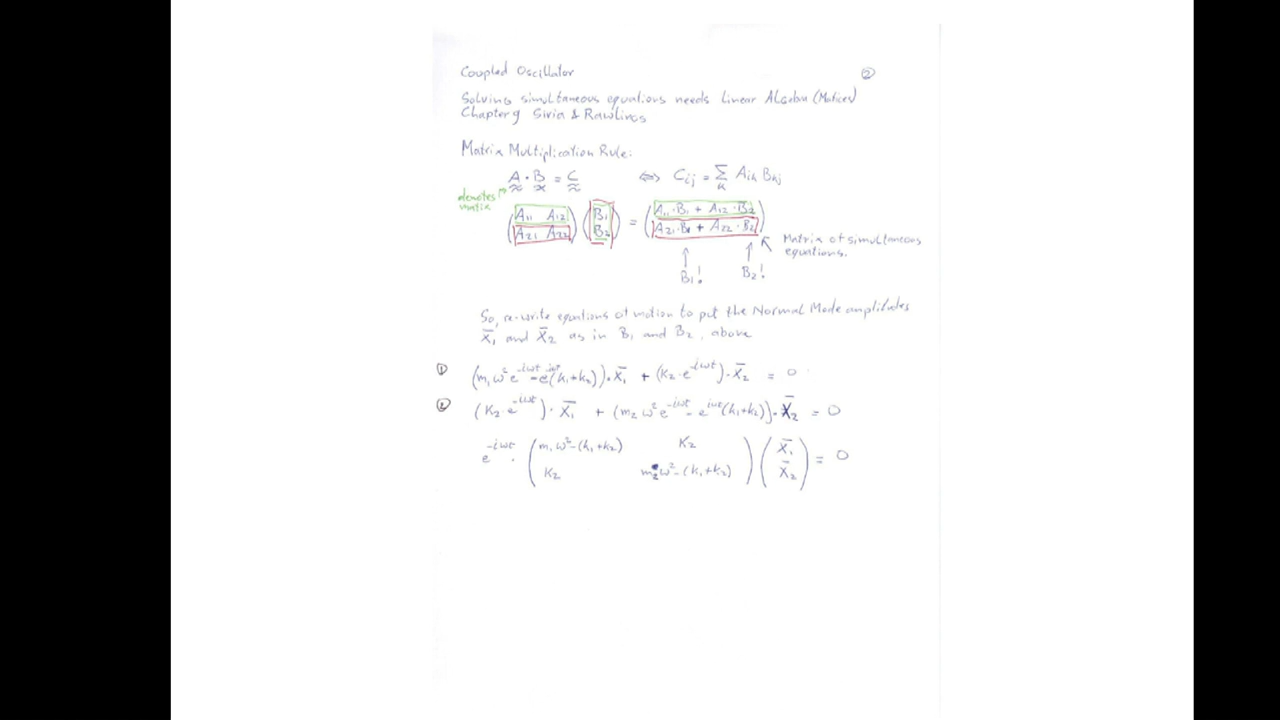 Coupled Oscillator ②
Solving simultaneous equations needs Linear Algebra (Matices)
Chapter 9 Siria & Rawlings
Matrix Multiplication Rule:
A · B = C ⇔ Cij = Σk Aik Bkj
denotes matix
(A11 A12 / A21 A22) (B1 / B2) = (A11·B1 + A12·B2 / A21·B1 + A22·B2)
Matrix of simultaneous equations.
↑ B1! ↑ B2!
So, re-write equations of motion to put the Normal Mode amplitudes
X̄1 and X̄2 as in B1 and B2, above
① (m1ω²e^-iωt - e^-iωt(k1+k2))·X̄1 + (K2·e^-iωt)·X̄2 = 0
② (K2·e^-iωt)·X̄1 + (m2ω²e^-iωt - e^iωt(k1+k2))·X̄2 = 0
e^-iωt · (m1ω²-(k1+k2) K2 / K2 m2ω²-(k1+k2)) (X̄1 / X̄2) = 0